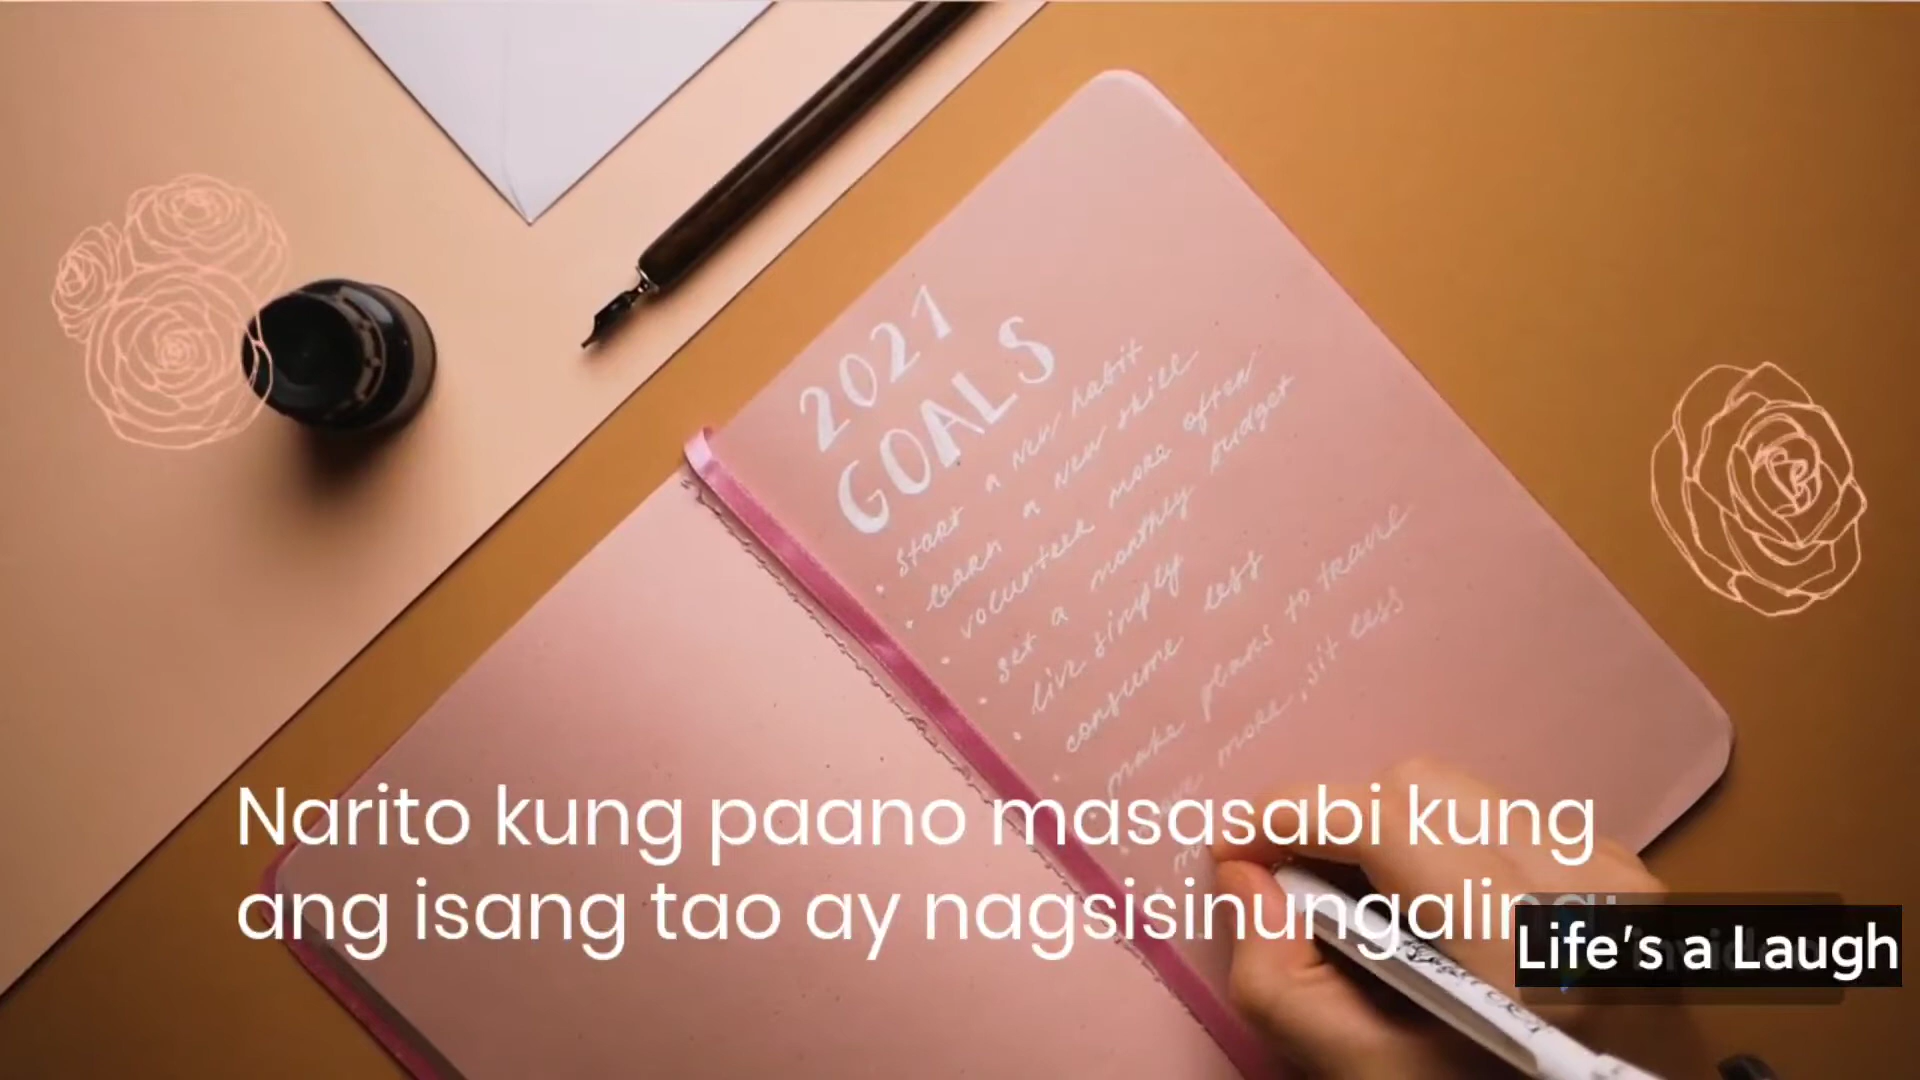 2021
GOALS
start a new habit
learn a new skill
volunteer more often
set a monthly budget
live simply
consume less
make plans to travel
more, sit less
Narito kung paano masasabi kung
ang isang tao ay nagsisinungaling:
Life's a Laugh